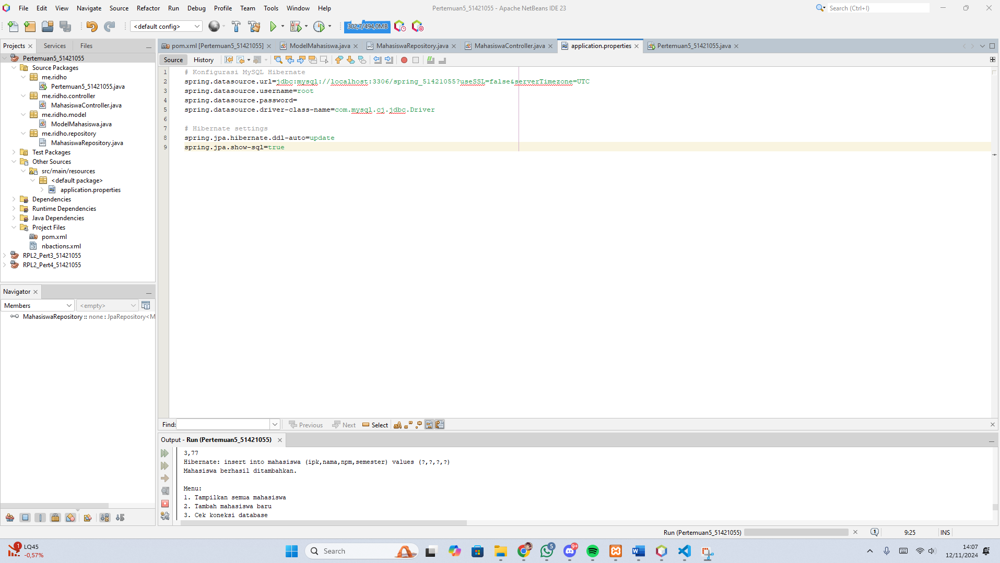 File Edit View Navigate Source Refactor Run Debug Profile Team Tools Window Help
Pertemuan5_51421055 - Apache NetBeans IDE 23
Search (Ctrl+I)
<default config>
302,7/494,0MB
Projects Services Files
Pertemuan5_51421055
Source Packages
me.ridho
Pertemuan5_51421055.java
me.ridho.controller
MahasiswaController.java
me.ridho.model
ModelMahasiswa.java
me.ridho.repository
MahasiswaRepository.java
Test Packages
Other Sources
src/main/resources
<default package>
application.properties
Dependencies
Runtime Dependencies
Java Dependencies
Project Files
pom.xml
nbactions.xml
RPL2_Pert3_51421055
RPL2_Pert4_51421055
Navigator
Members <empty>
MahasiswaRepository :: none : JpaRepository<M
pom.xml [Pertemuan5_51421055] ModelMahasiswa.java MahasiswaRepository.java MahasiswaController.java application.properties Pertemuan5_51421055.java
Source History
1 # Konfigurasi MySQL Hibernate
2 spring.datasource.url=jdbc:mysql://localhost:3306/spring_51421055?useSSL=false&serverTimezone=UTC
3 spring.datasource.username=root
4 spring.datasource.password=
5 spring.datasource.driver-class-name=com.mysql.cj.jdbc.Driver
6
7 # Hibernate settings
8 spring.jpa.hibernate.ddl-auto=update
9 spring.jpa.show-sql=true
Find: Previous Next Select
Output - Run (Pertemuan5_51421055)
3,77
Hibernate: insert into mahasiswa (ipk,nama,npm,semester) values (?,?,?,?)
Mahasiswa berhasil ditambahkan.
Menu:
1. Tampilkan semua mahasiswa
2. Tambah mahasiswa baru
3. Cek koneksi database
Run (Pertemuan5_51421055) 1 9:25 INS
1
LQ45
-0,57%
Search
5
9+
14:07
12/11/2024